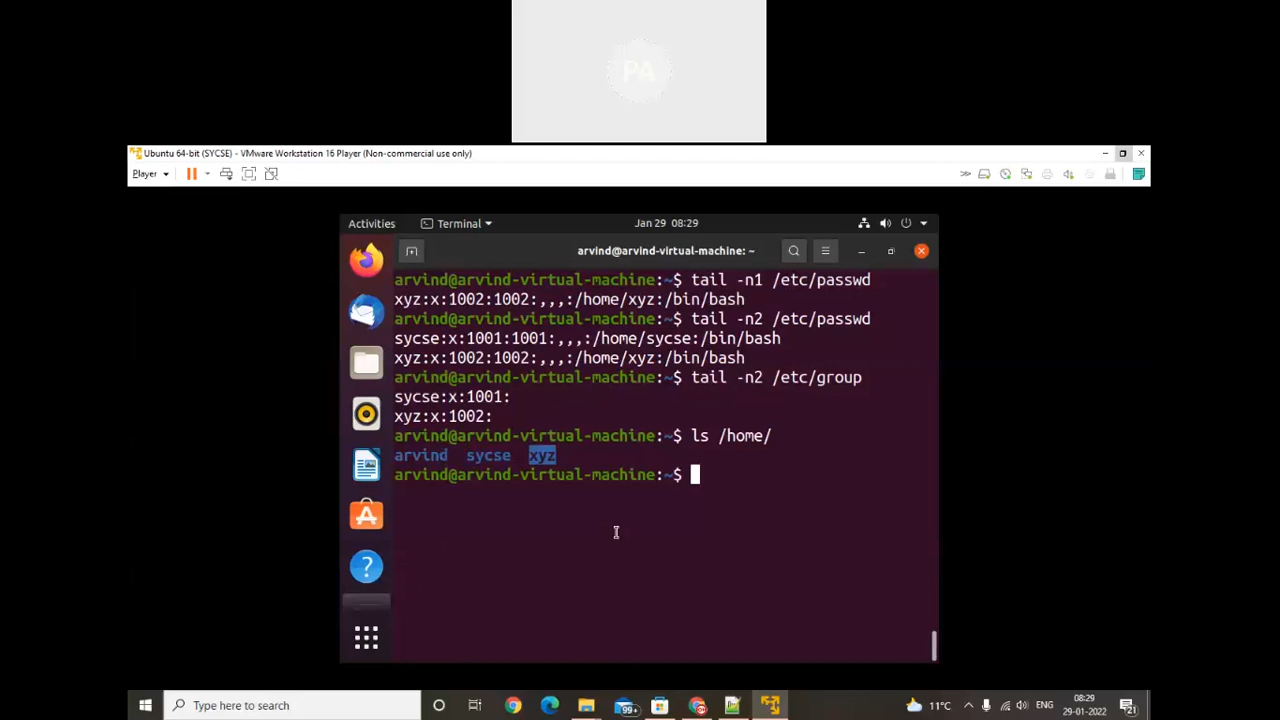 PA
Ubuntu 64-bit (SYCSE) - VMware Workstation 16 Player (Non-commercial use only)
Player
Activities Terminal Jan 29 08:29
arvind@arvind-virtual-machine: ~
arvind@arvind-virtual-machine:~$ tail -n1 /etc/passwd
xyz:x:1002:1002:,,,:/home/xyz:/bin/bash
arvind@arvind-virtual-machine:~$ tail -n2 /etc/passwd
sycse:x:1001:1001:,,,:/home/sycse:/bin/bash
xyz:x:1002:1002:,,,:/home/xyz:/bin/bash
arvind@arvind-virtual-machine:~$ tail -n2 /etc/group
sycse:x:1001:
xyz:x:1002:
arvind@arvind-virtual-machine:~$ ls /home/
arvind sycse xyz
arvind@arvind-virtual-machine:~$
Type here to search 99+ 11°C ENG 08:29 21
29-01-2022